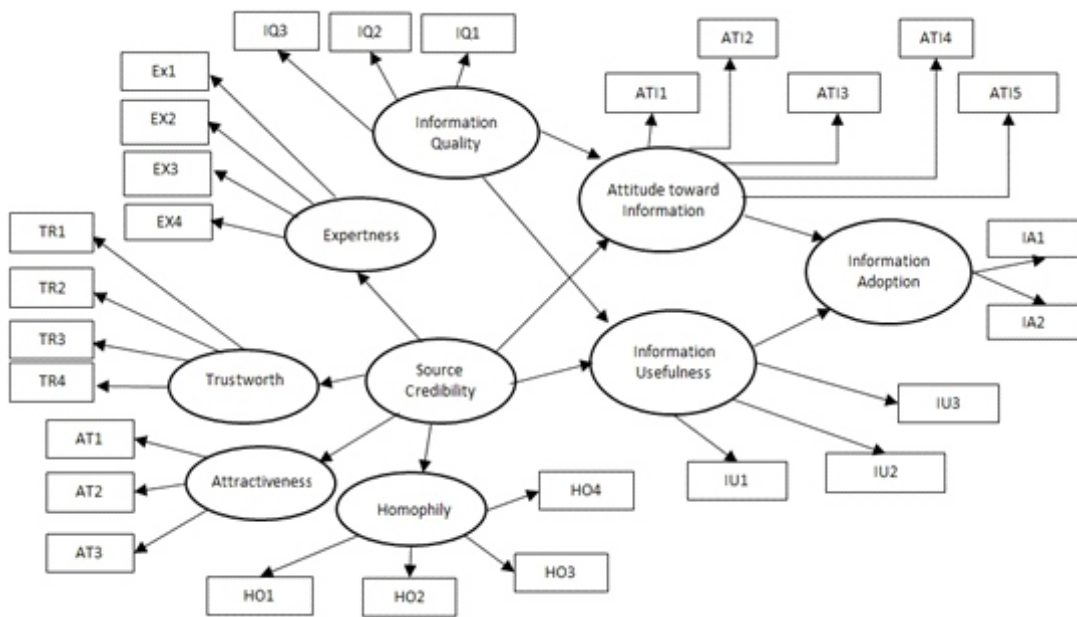 IQ3
IQ2
IQ1
ATI2
ATI4
Ex1
ATI1
ATI3
ATI5
EX2
Information
Quality
EX3
Attitude toward
Information
EX4
Expertness
TR1
IA1
Information
Adoption
TR2
IA2
TR3
TR4
Trustworth
Source
Credibility
Information
Usefulness
IU3
AT1
AT2
Attractiveness
IU1
IU2
HO4
Homophily
AT3
HO3
HO1
HO2